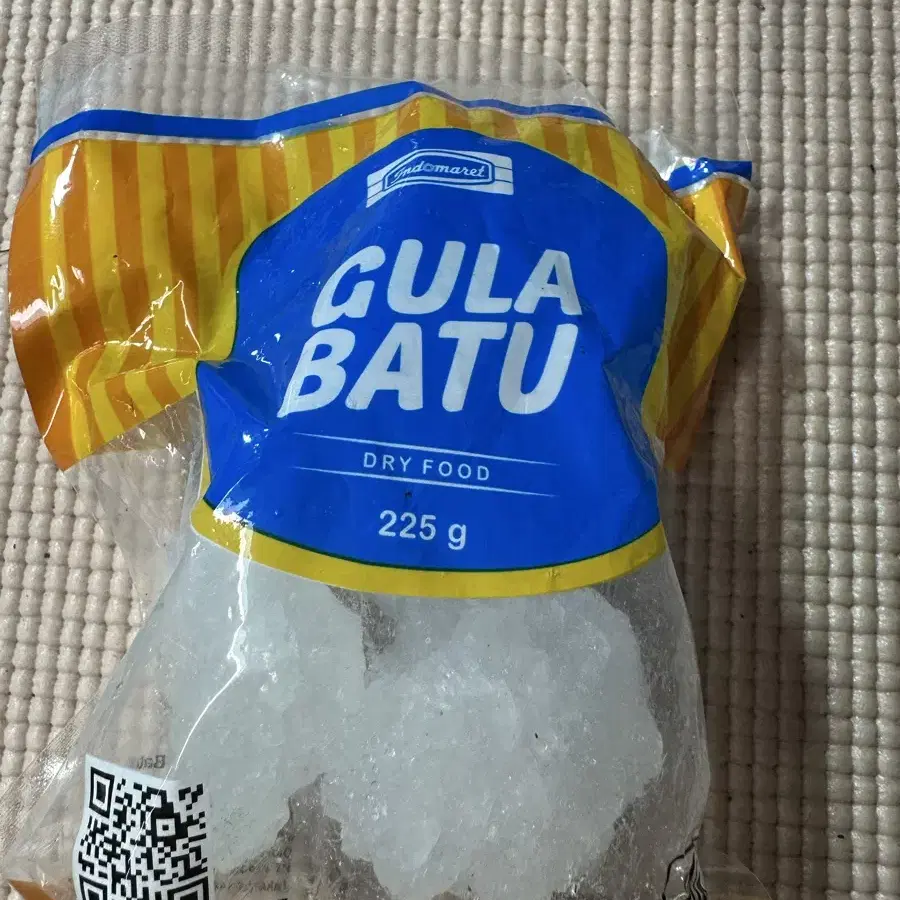 Indomaret
GULA
BATU
DRY FOOD
225 g